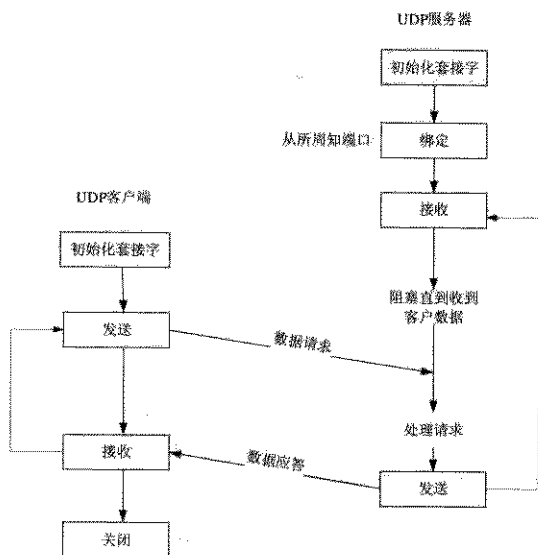 UDP服务器
初始化套接字
从所周知端口
绑定
接收
UDP客户端
初始化套接字
阻塞直到收到
客户数据
发送
数据请求
处理请求
接收
数据应答
发送
关闭